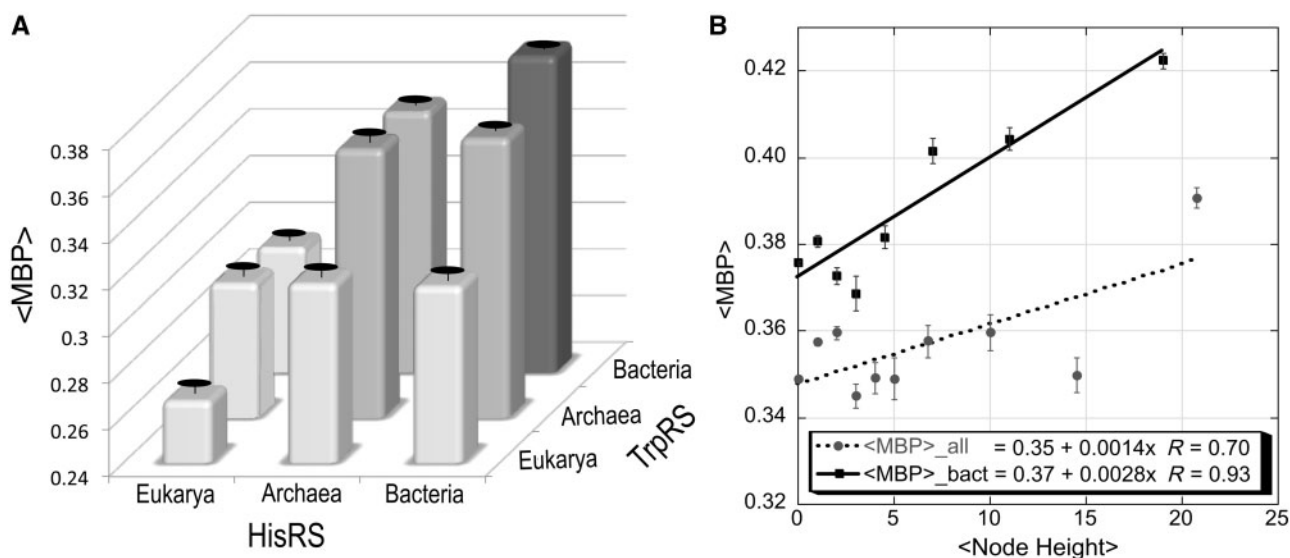 A
0.38
0.36
0.34
0.32
0.3
0.28
0.26
0.24
<MBP>
Eukarya
Archaea
Bacteria
HisRS
Eukarya
Archaea
Bacteria
TrpRS
B
0.42
0.40
0.38
0.36
0.34
0.32
<MBP>
0
5
10
15
20
25
<Node Height>
<MBP>_all = 0.35 + 0.0014x R = 0.70
<MBP>_bact = 0.37 + 0.0028x R = 0.93